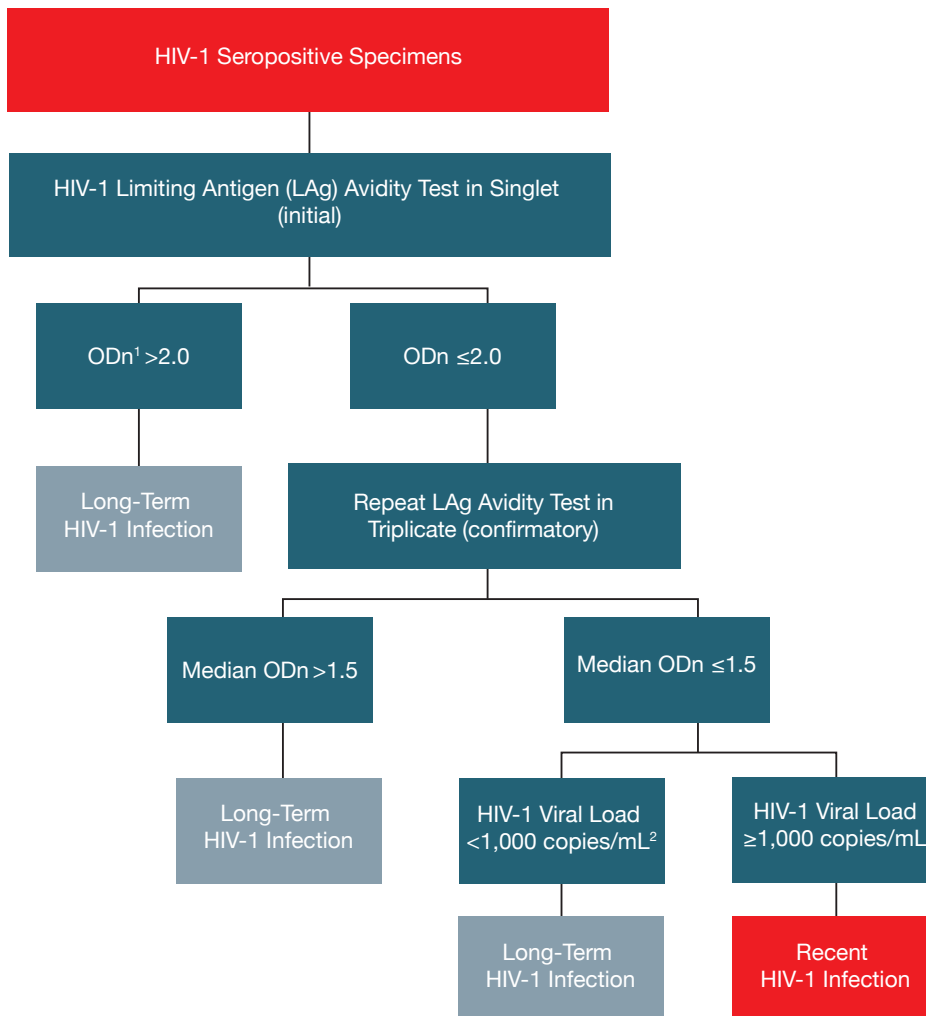 HIV-1 Seropositive Specimens
HIV-1 Limiting Antigen (LAg) Avidity Test in Singlet
(initial)
ODn¹ >2.0
ODn ≤2.0
Long-Term
HIV-1 Infection
Repeat LAg Avidity Test in
Triplicate (confirmatory)
Median ODn >1.5
Median ODn ≤1.5
Long-Term
HIV-1 Infection
HIV-1 Viral Load
<1,000 copies/mL²
HIV-1 Viral Load
≥1,000 copies/mL
Long-Term
HIV-1 Infection
Recent
HIV-1 Infection